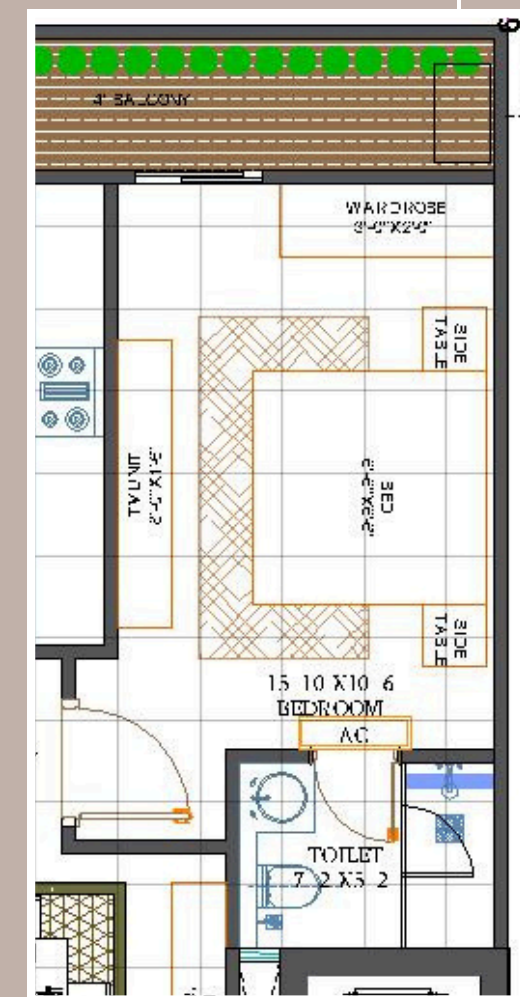 6
4' BALCONY
WARDROBE
SIDE
TABLE
TV UNIT
BED
SIDE
TABLE
15 10 X10 6
BEDROOM
AC
TOILET
7 2 X5 2